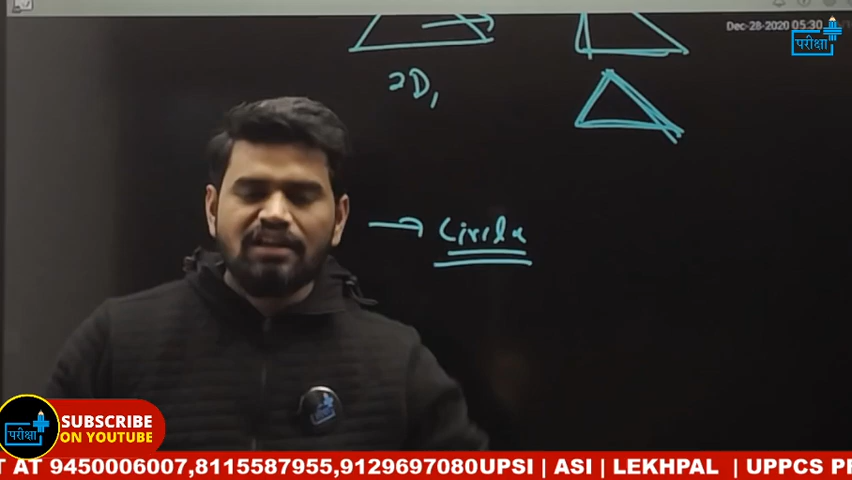 Dec-28-2020 05:30
परीक्षा
2D,
Circle
परीक्षा
SUBSCRIBE
ON YOUTUBE
T AT 9450006007,8115587955,9129697080UPSI | ASI | LEKHPAL | UPPCS P